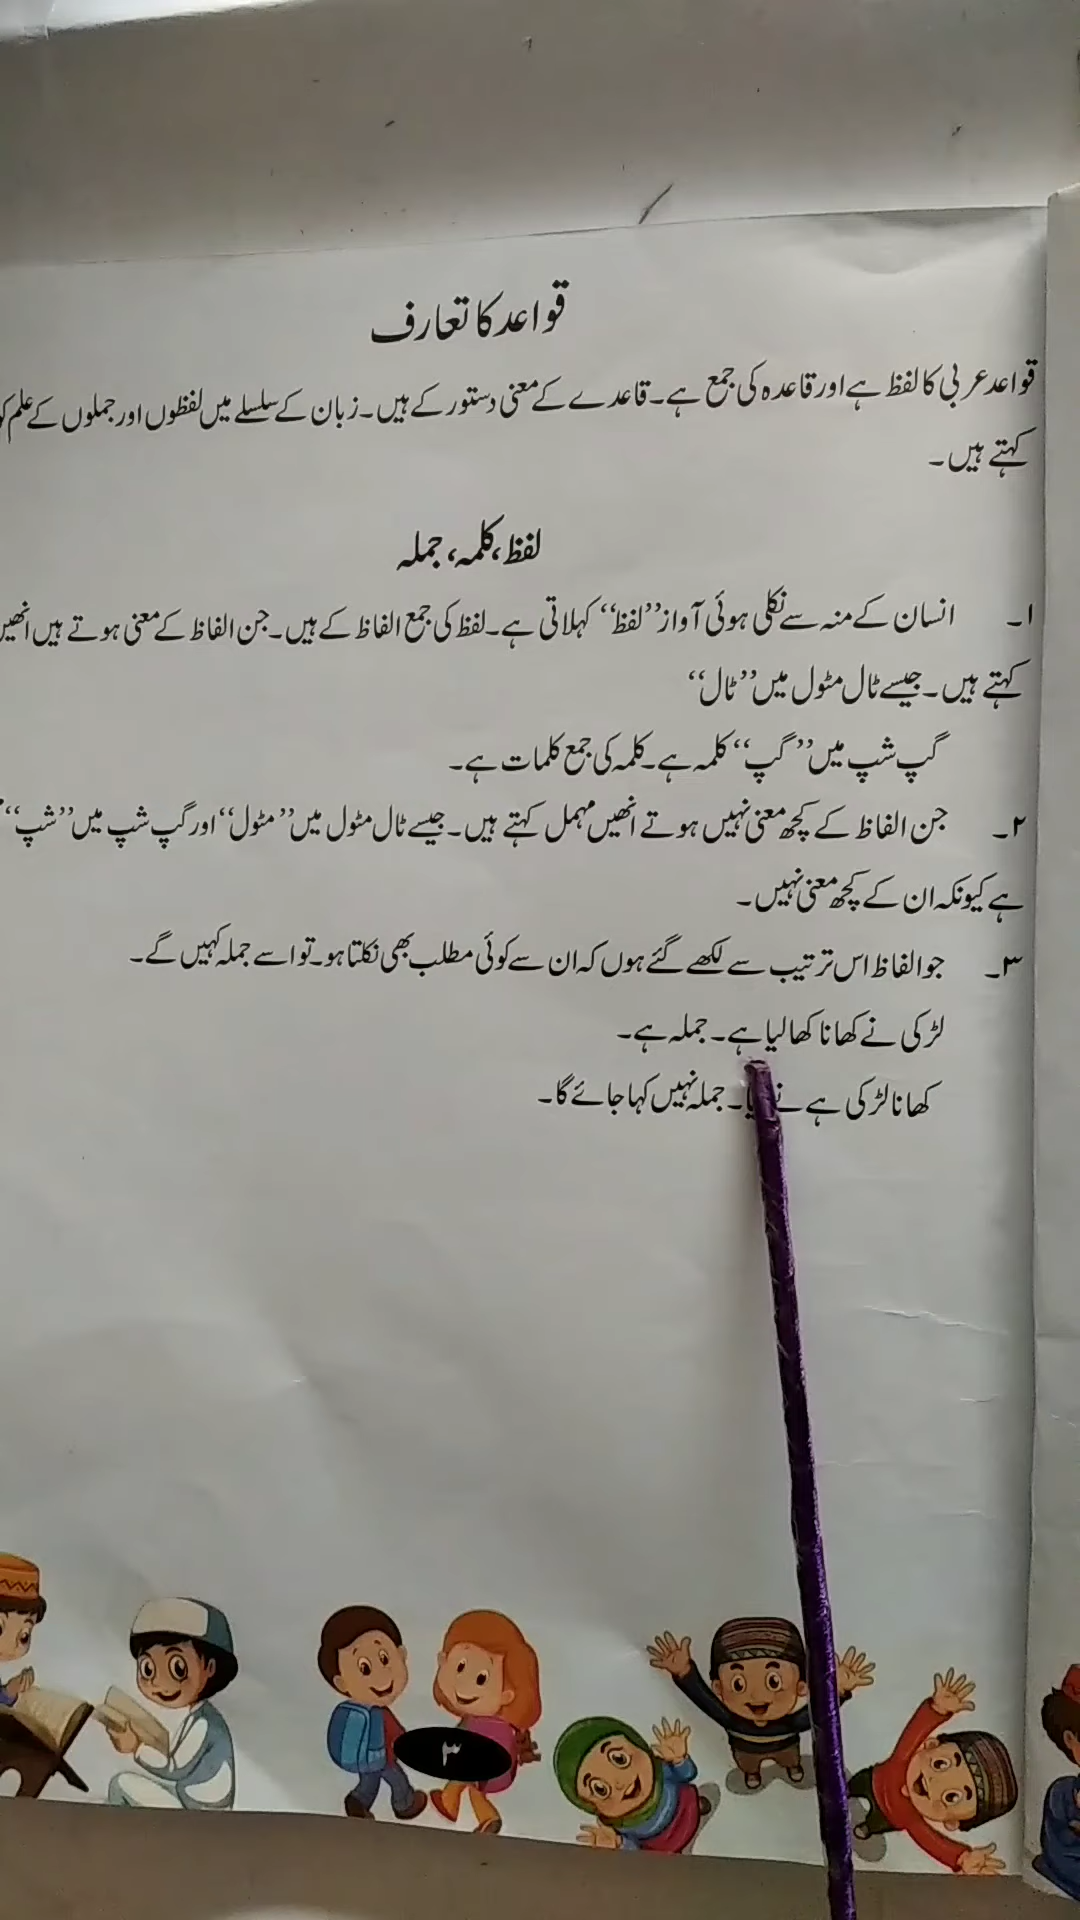 قواعد کا تعارف
قواعد عربی کا لفظ ہے اور قاعدہ کی جمع ہے۔ قاعدے کے معنی دستور کے ہیں۔ زبان کے سلسلے میں لفظوں اور جملوں کے علم کو
کہتے ہیں۔
لفظ، کلمہ، جملہ
۱۔ انسان کے منہ سے نکلی ہوئی آواز ”لفظ“ کہلاتی ہے۔ لفظ کی جمع الفاظ کے ہیں۔ جن الفاظ کے معنی ہوتے ہیں انھیں
کہتے ہیں۔ جیسے ٹال مٹول میں ”ٹال“
گپ شپ میں ”گپ“ کلمہ ہے۔ کلمہ کی جمع کلمات ہے۔
۲۔ جن الفاظ کے کچھ معنی نہیں ہوتے انھیں مہمل کہتے ہیں۔ جیسے ٹال مٹول میں ”مٹول“ اور گپ شپ میں ”شپ“
ہے کیونکہ ان کے کچھ معنی نہیں۔
۳۔ جو الفاظ اس ترتیب سے لکھے گئے ہوں کہ ان سے کوئی مطلب بھی نکلتا ہو۔ تو اسے جملہ کہیں گے۔
لڑکی نے کھانا کھا لیا ہے۔ جملہ ہے۔
کھانا لڑکی ہے نے۔ جملہ نہیں کہا جائے گا۔
۳